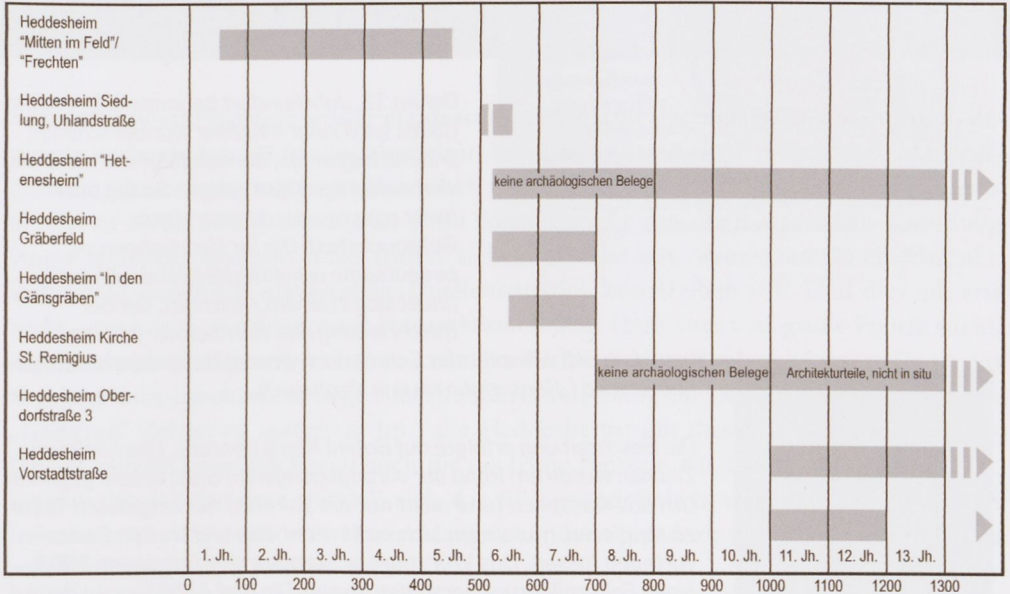 Heddesheim
"Mitten im Feld"/
Frechten"
Heddesheim Sied-
lung, Uhlandstraße
Heddesheim "Het-
enesheim"
keine archäologischen Belege
Heddesheim
Gräberfeld
Heddesheim "In den
Gänsgräben"
Heddesheim Kirche
St. Remigius
keine archäologischen Belege Architekturteile, nicht in situ
Heddesheim Ober-
dorfstraße 3
Heddesheim
Vorstadtstraße
1. Jh. 2. Jh. 3. Jh. 4. Jh. 5. Jh. 6. Jh. 7. Jh. 8. Jh. 9. Jh. 10. Jh. 11. Jh. 12. Jh. 13. Jh.
0 100 200 300 400 500 600 700 800 900 1000 1100 1200 1300